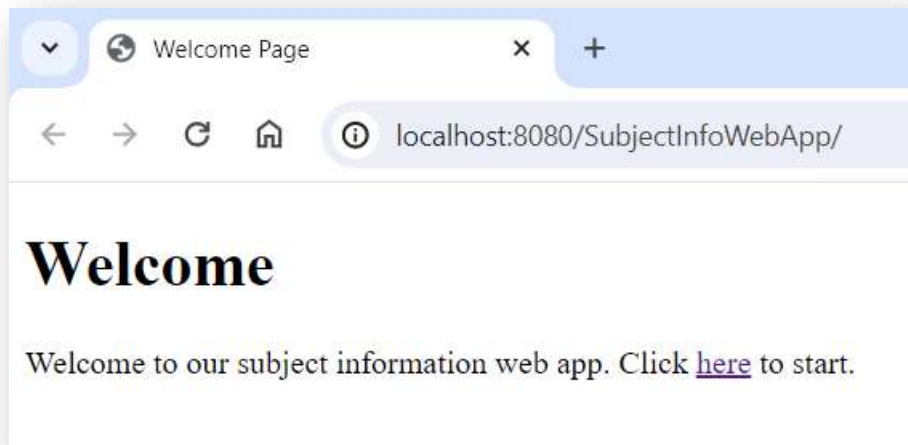 Welcome Page
localhost:8080/SubjectInfoWebApp/
Welcome
Welcome to our subject information web app. Click here to start.